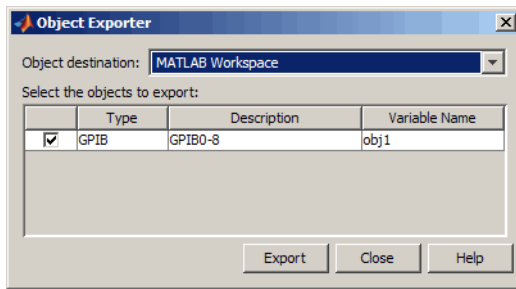 Object Exporter
Object destination: MATLAB Workspace
Select the objects to export:
Type Description Variable Name
GPIB GPIB0-8 obj1
Export Close Help